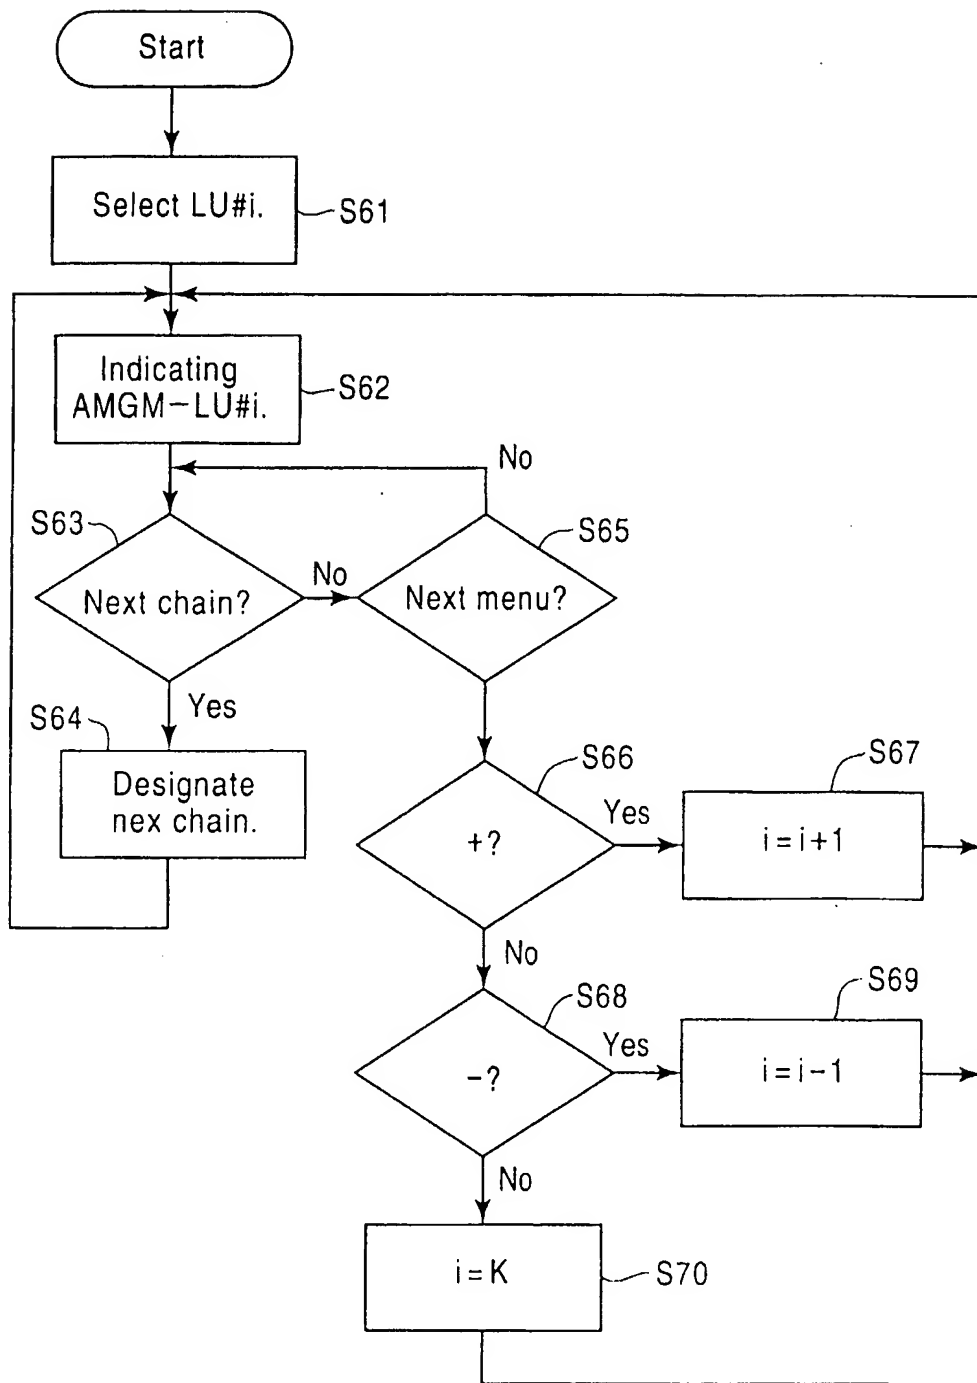 Start
Select LU#i.
S61
Indicating
AMGM-LU#i.
S62
No
S63
Next chain?
No
S65
Next menu?
Yes
S64
Designate
nex chain.
S66
+?
Yes
S67
i=i+1
No
S68
-?
Yes
S69
i=i-1
No
i=K
S70